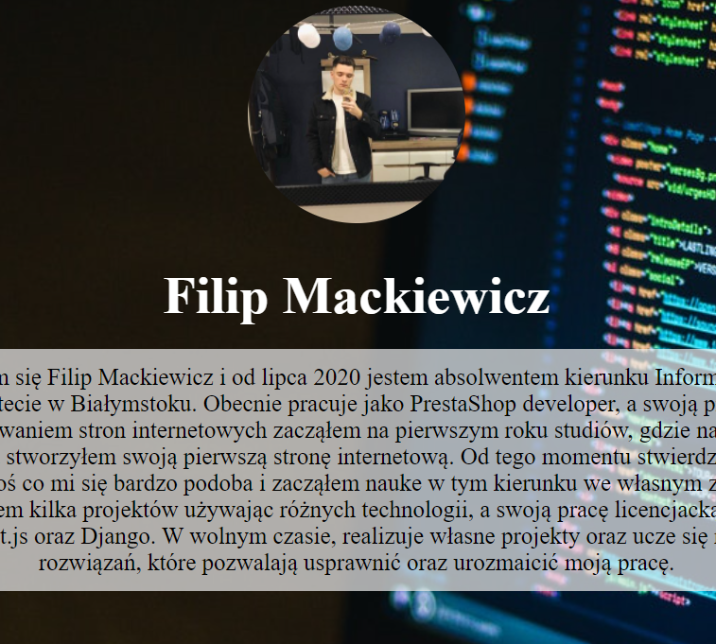 Filip Mackiewicz
się Filip Mackiewicz i od lipca 2020 jestem absolwentem kierunku Inform
tecie w Białymstoku. Obecnie pracuje jako PrestaShop developer, a swoją p
waniem stron internetowych zacząłem na pierwszym roku studiów, gdzie na
stworzyłem swoją pierwszą stronę internetową. Od tego momentu stwierdz
oś co mi się bardzo podoba i zacząłem nauke w tym kierunku we własnym z
em kilka projektów używając różnych technologii, a swoją pracę licencjacką
t.js oraz Django. W wolnym czasie, realizuje własne projekty oraz ucze się
rozwiązań, które pozwalają usprawnić oraz urozmaicić moją pracę.